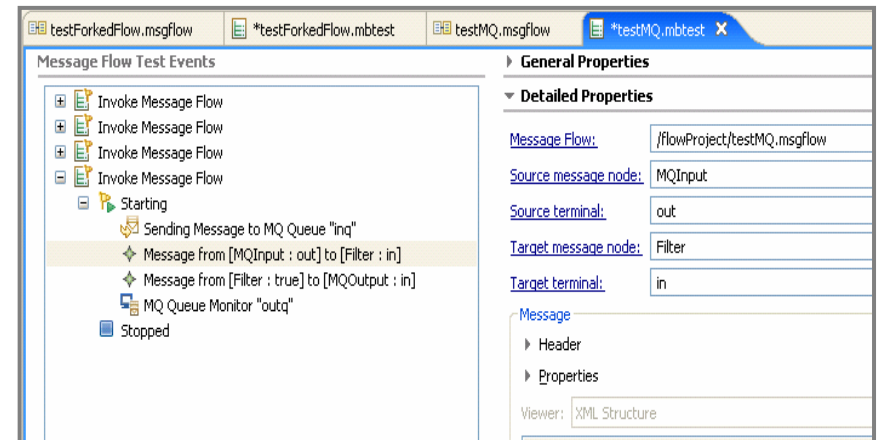 testForkedFlow.msgflow
*testForkedFlow.mbtest
testMQ.msgflow
*testMQ.mbtest
Message Flow Test Events
Invoke Message Flow
Invoke Message Flow
Invoke Message Flow
Invoke Message Flow
Starting
Sending Message to MQ Queue "inq"
Message from [MQInput : out] to [Filter : in]
Message from [Filter : true] to [MQOutput : in]
MQ Queue Monitor "outq"
Stopped
General Properties
Detailed Properties
Message Flow: /flowProject/testMQ.msgflow
Source message node: MQInput
Source terminal: out
Target message node: Filter
Target terminal: in
Message
Header
Properties
Viewer: XML Structure